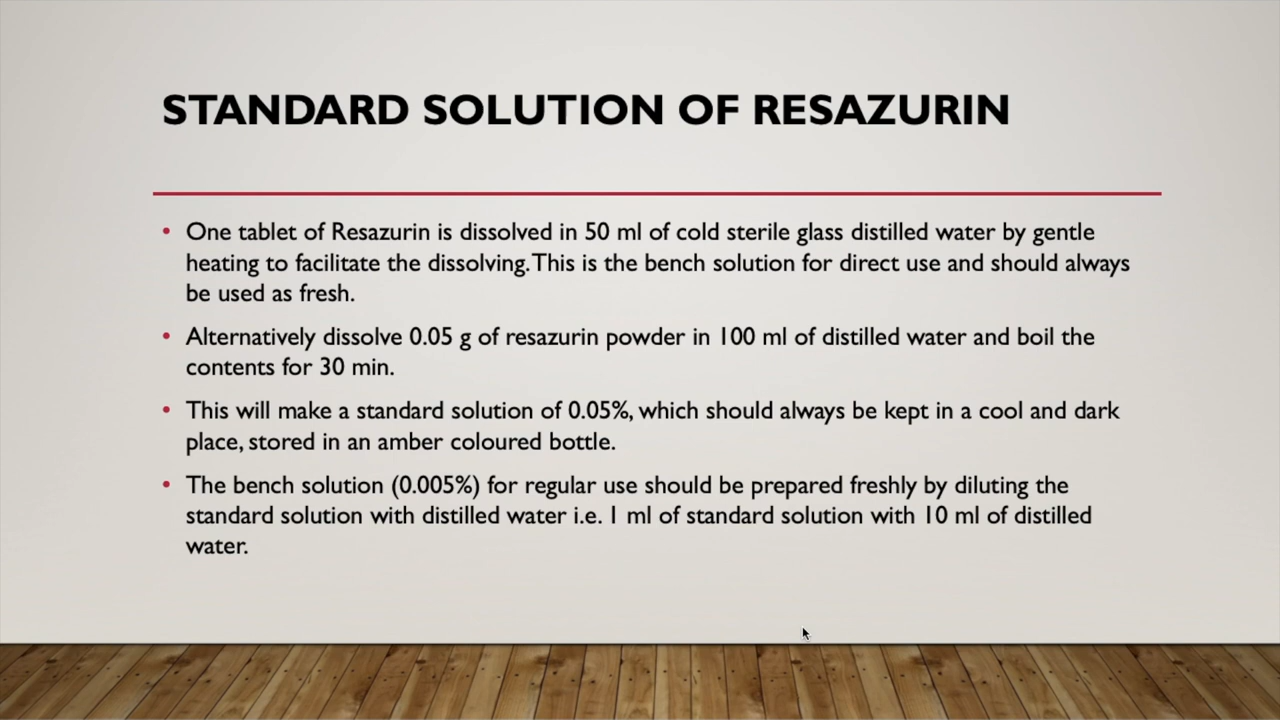 STANDARD SOLUTION OF RESAZURIN
• One tablet of Resazurin is dissolved in 50 ml of cold sterile glass distilled water by gentle
heating to facilitate the dissolving. This is the bench solution for direct use and should always
be used as fresh.
• Alternatively dissolve 0.05 g of resazurin powder in 100 ml of distilled water and boil the
contents for 30 min.
• This will make a standard solution of 0.05%, which should always be kept in a cool and dark
place, stored in an amber coloured bottle.
• The bench solution (0.005%) for regular use should be prepared freshly by diluting the
standard solution with distilled water i.e. 1 ml of standard solution with 10 ml of distilled
water.